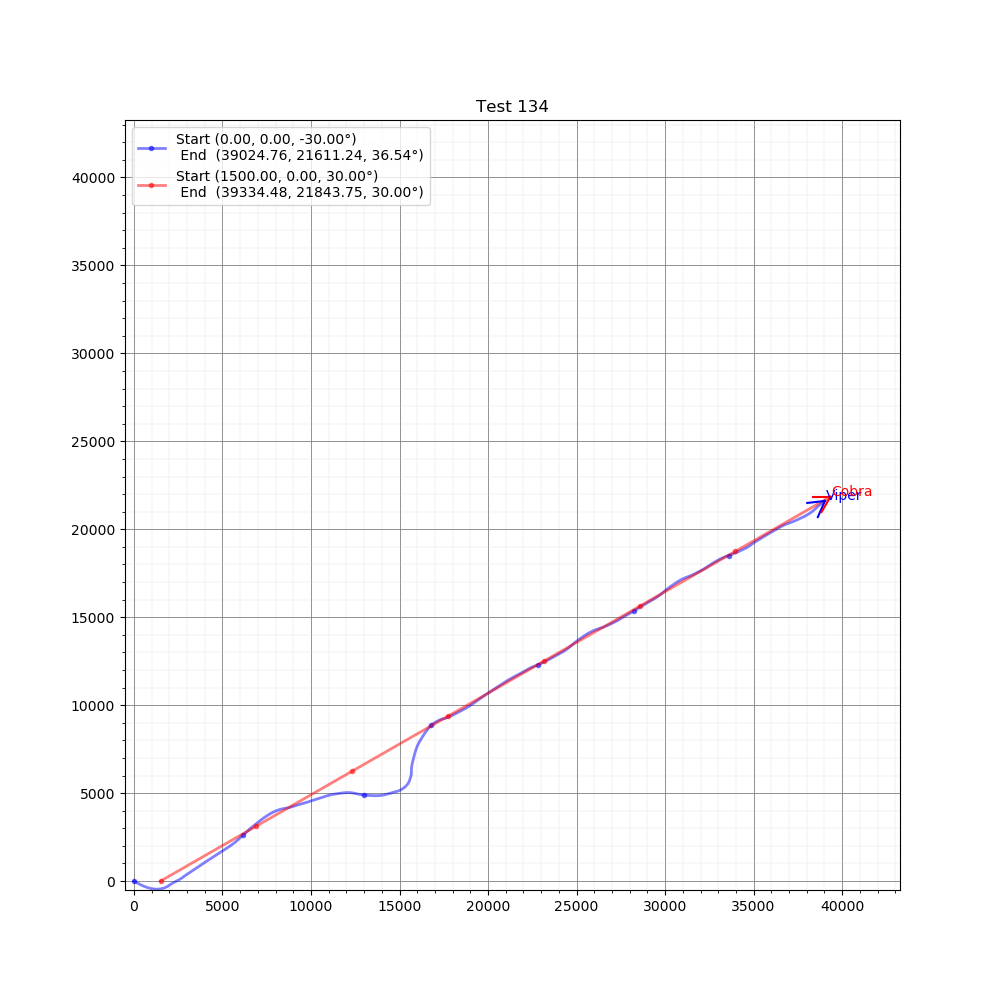 Test 134
Start (0.00, 0.00, -30.00°)
End (39024.76, 21611.24, 36.54°)
Start (1500.00, 0.00, 30.00°)
End (39334.48, 21843.75, 30.00°)
40000
35000
30000
25000
20000
15000
10000
5000
0
Cobra
Viper
0 5000 10000 15000 20000 25000 30000 35000 40000